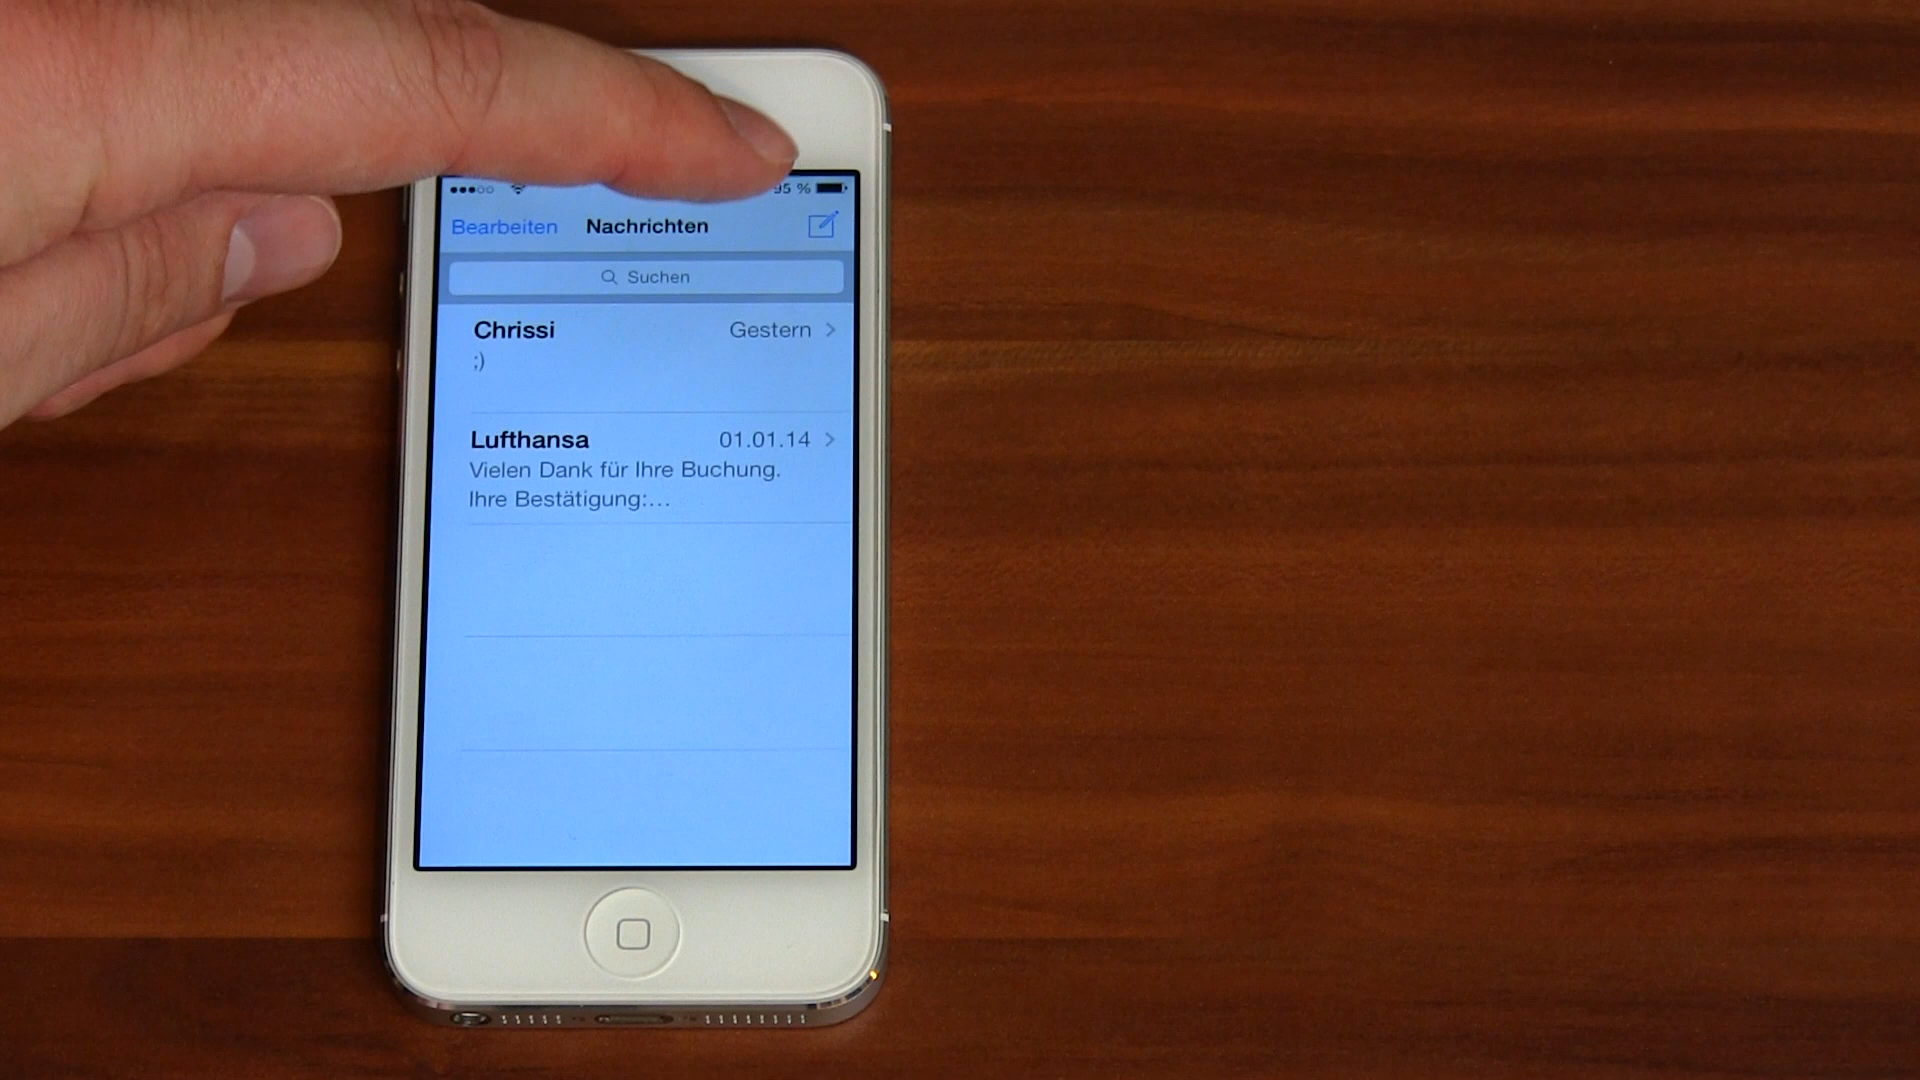 95 %
Bearbeiten Nachrichten
Suchen
Chrissi Gestern
;)
Lufthansa 01.01.14
Vielen Dank für Ihre Buchung.
Ihre Bestätigung:...